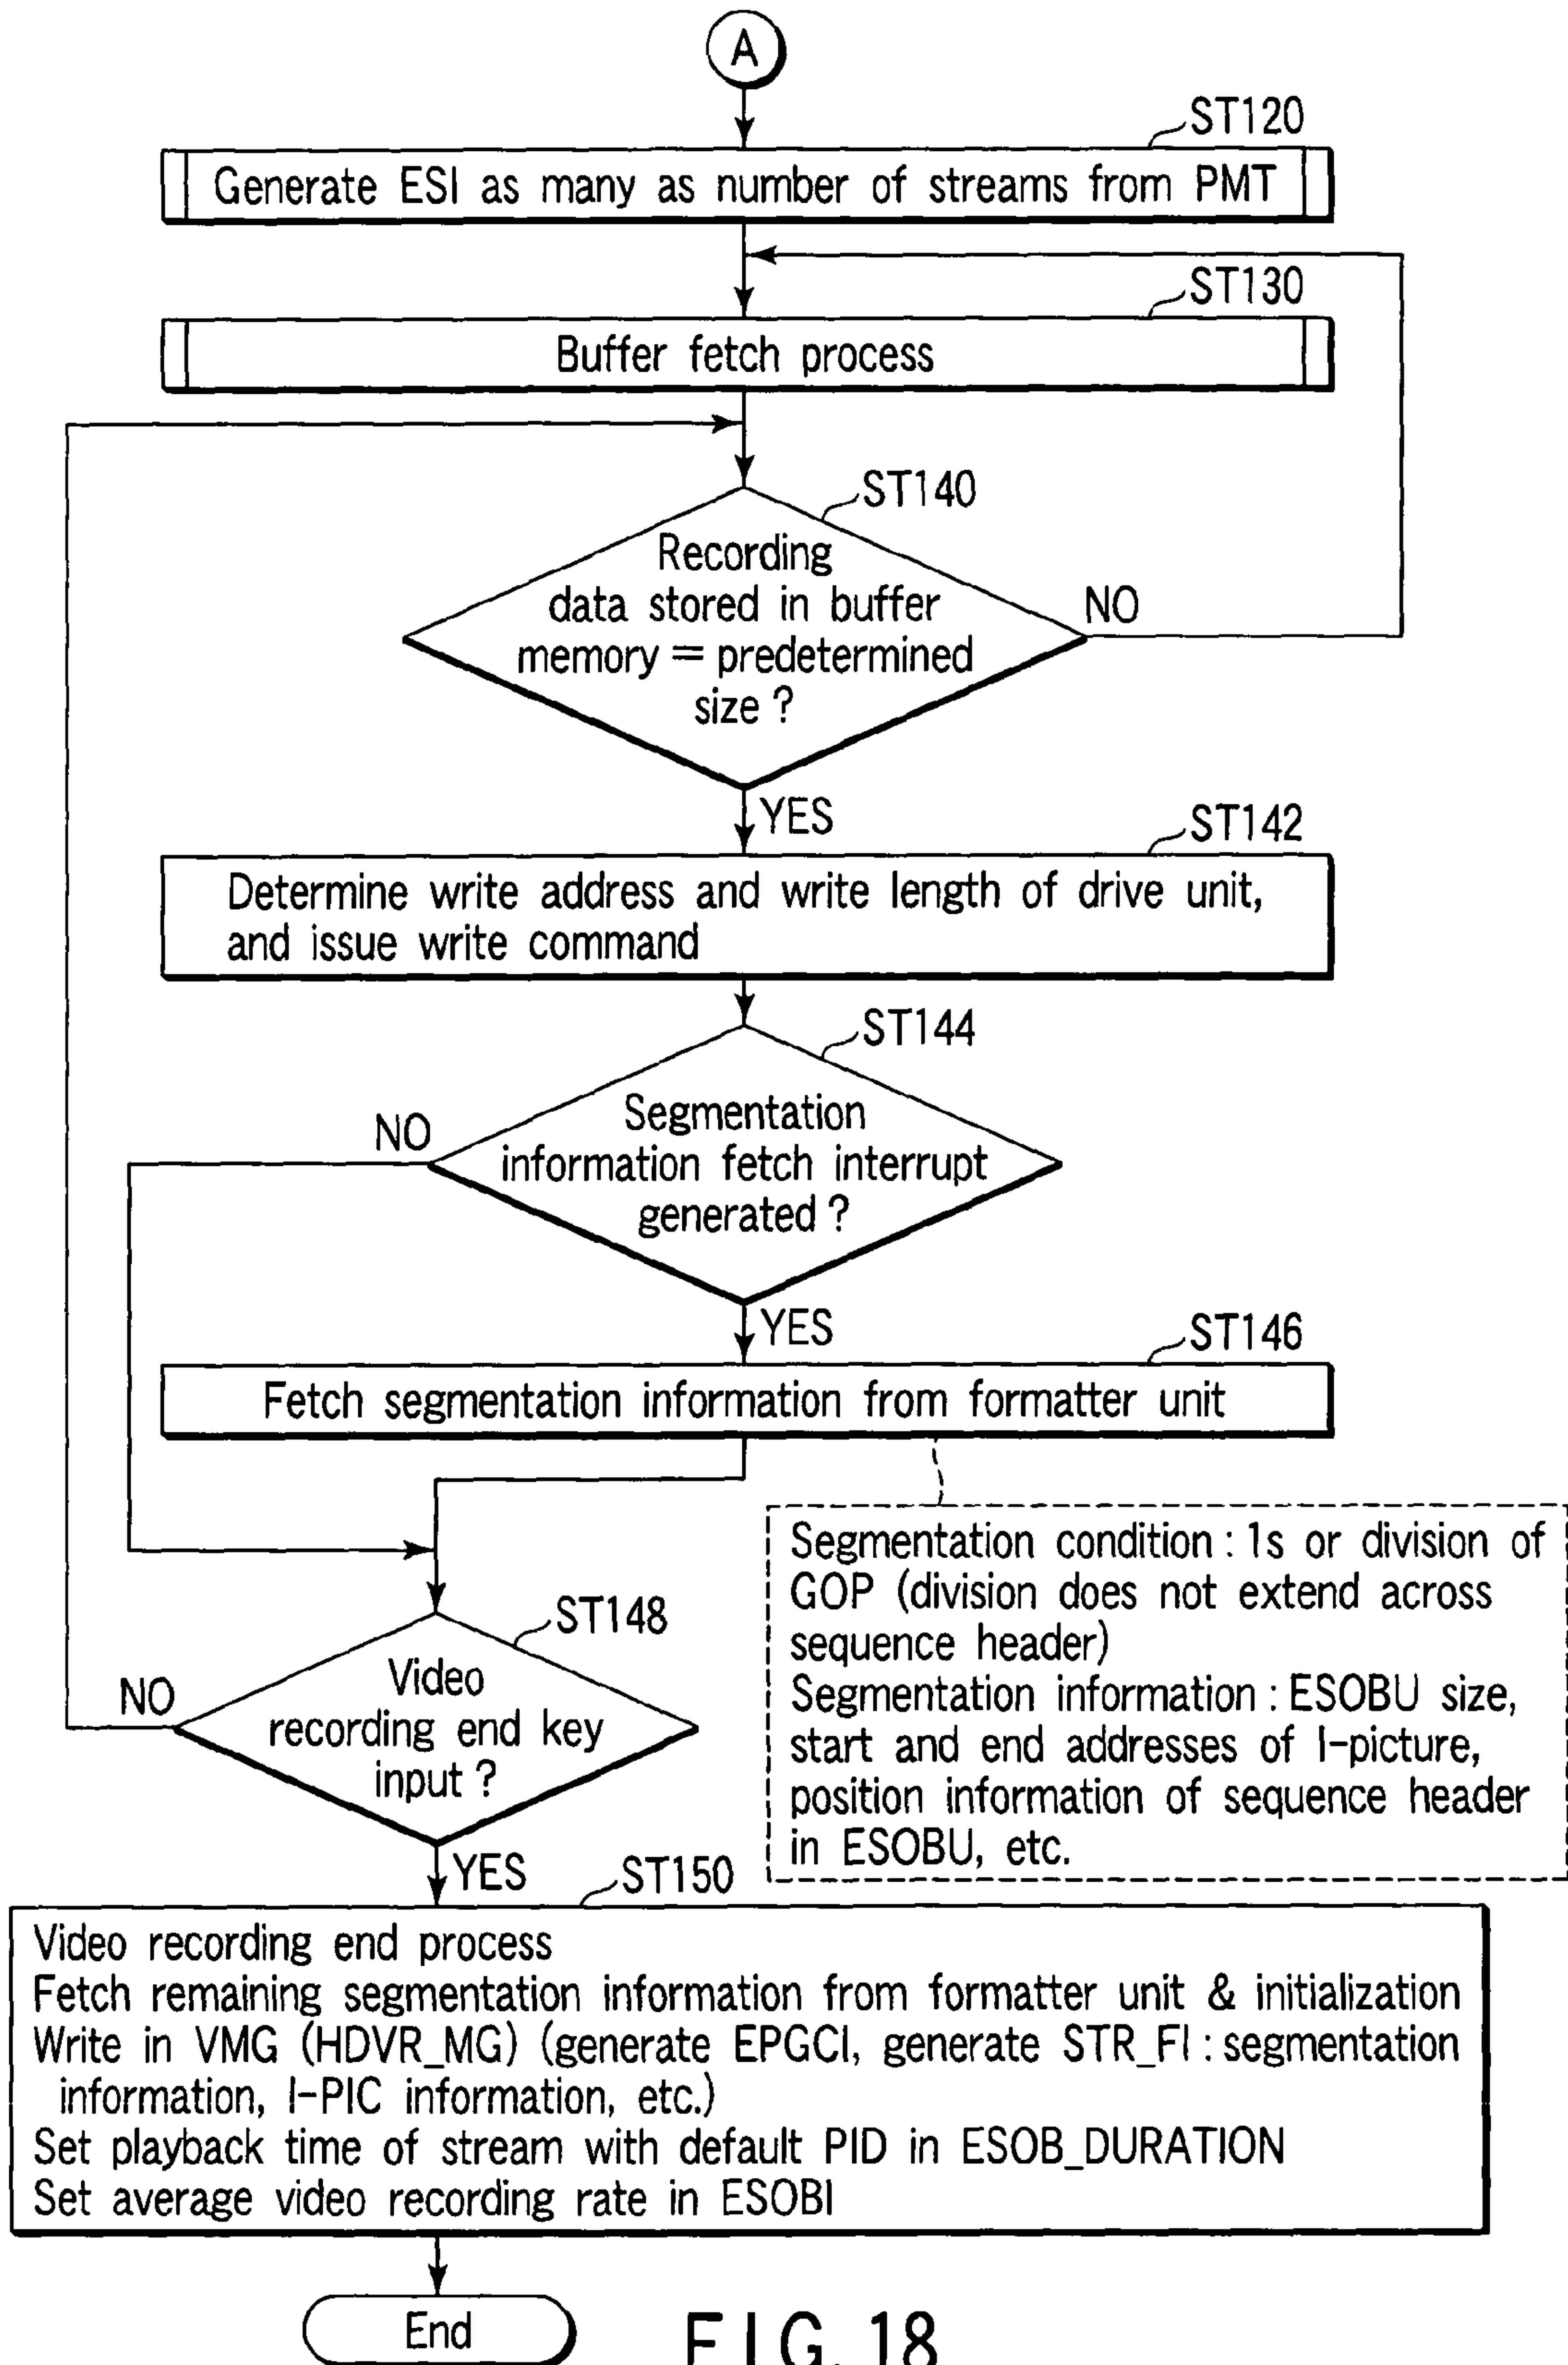 A
ST120
Generate ESI as many as number of streams from PMT
ST130
Buffer fetch process
ST140
Recording
data stored in buffer
memory = predetermined
size ?
NO
YES
ST142
Determine write address and write length of drive unit,
and issue write command
ST144
Segmentation
information fetch interrupt
generated ?
NO
YES
ST146
Fetch segmentation information from formatter unit
Segmentation condition : 1s or division of
GOP (division does not extend across
sequence header)
Segmentation information : ESOBU size,
start and end addresses of I-picture,
position information of sequence header
in ESOBU, etc.
ST148
Video
recording end key
input ?
NO
YES
ST150
Video recording end process
Fetch remaining segmentation information from formatter unit & initialization
Write in VMG (HDVR_MG) (generate EPGCI, generate STR_FI : segmentation
information, I-PIC information, etc.)
Set playback time of stream with default PID in ESOB_DURATION
Set average video recording rate in ESOBI
End
FIG. 18